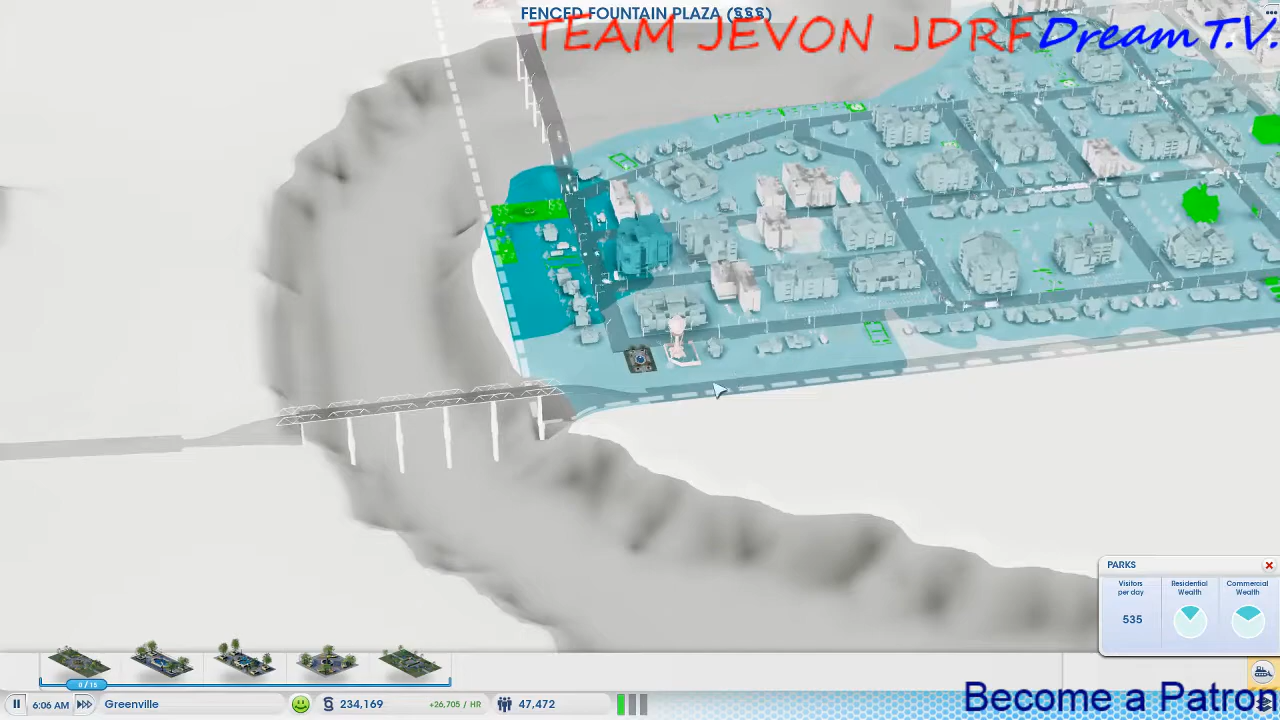 FENCED FOUNTAIN PLAZA (§§§)
TEAM JEVON JDRF Dream T.V.
PARKS
Visitors per day
Residential Wealth
Commercial Wealth
535
0 / 15
6:06 AM
Greenville
234,169
+26,705 / HR
47,472
Become a Patron